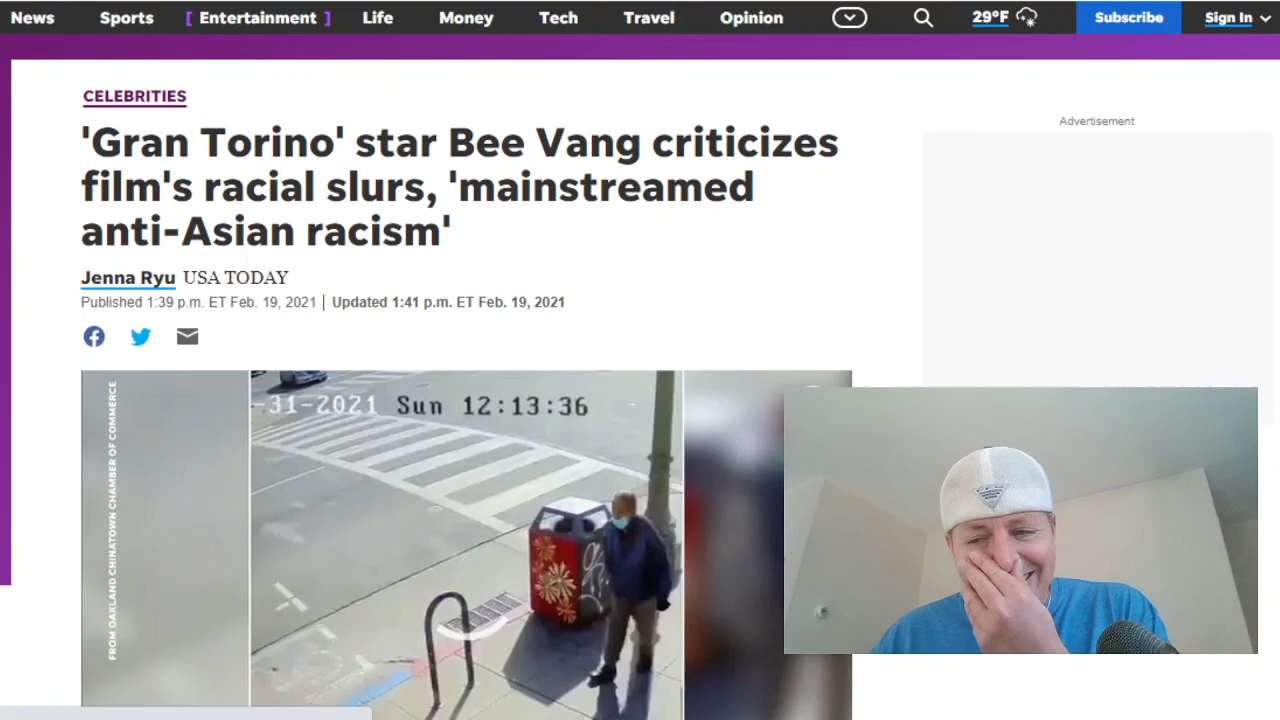 News Sports [ Entertainment ] Life Money Tech Travel Opinion 29°F Subscribe Sign In
CELEBRITIES
Advertisement
'Gran Torino' star Bee Vang criticizes
film's racial slurs, 'mainstreamed
anti-Asian racism'
Jenna Ryu USA TODAY
Published 1:39 p.m. ET Feb. 19, 2021 | Updated 1:41 p.m. ET Feb. 19, 2021
FROM OAKLAND CHINATOWN CHAMBER OF COMMERCE
-31-2021 Sun 12:13:36